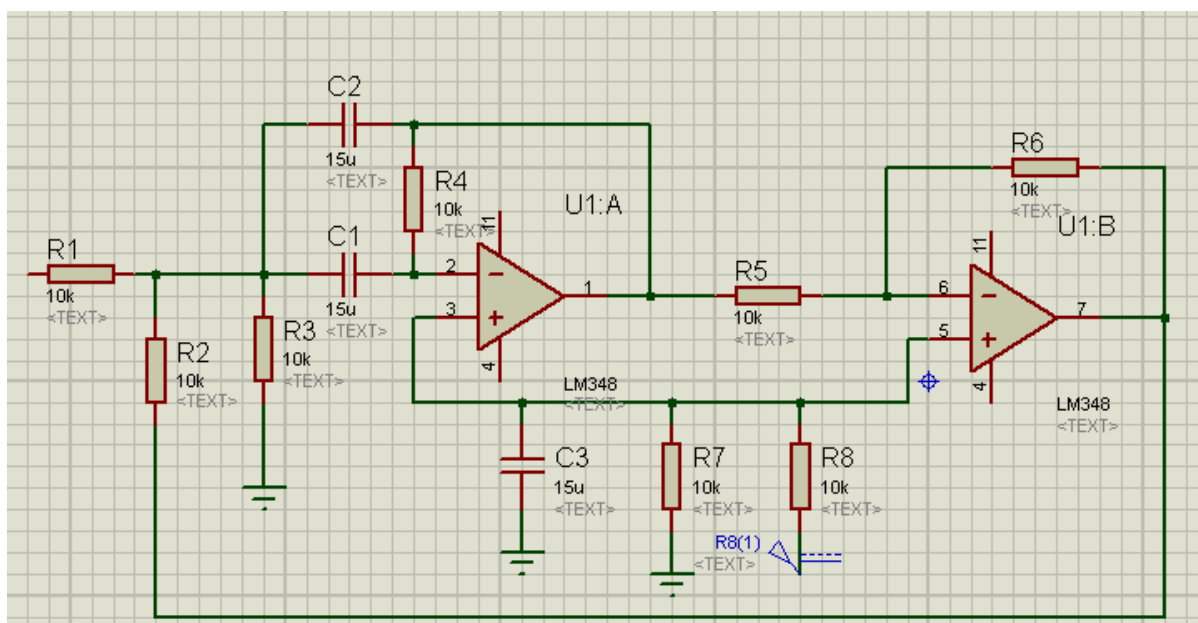 C2
15u
<TEXT>
R4
10k
<TEXT>
U1:A
11
R6
10k
<TEXT>
U1:B
11
R1
10k
<TEXT>
C1
15u
<TEXT>
2
3
1
4
R5
10k
<TEXT>
6
5
7
4
R2
10k
<TEXT>
R3
10k
<TEXT>
LM348
<TEXT>
LM348
<TEXT>
C3
15u
<TEXT>
R7
10k
<TEXT>
R8
10k
<TEXT>
R8(1)
<TEXT>